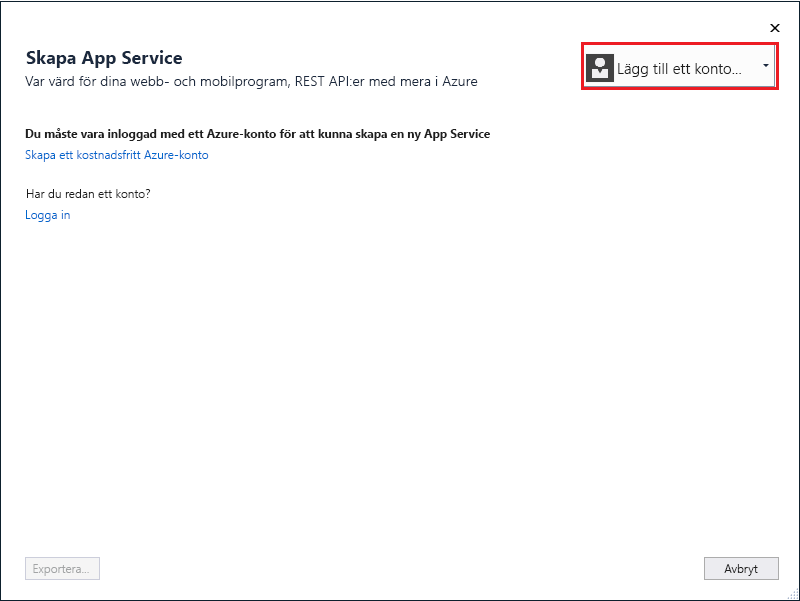 Skapa App Service
Var värd för dina webb- och mobilprogram, REST API:er med mera i Azure
Lägg till ett konto...
Du måste vara inloggad med ett Azure-konto för att kunna skapa en ny App Service
Skapa ett kostnadsfritt Azure-konto
Har du redan ett konto?
Logga in
Exportera...
Avbryt